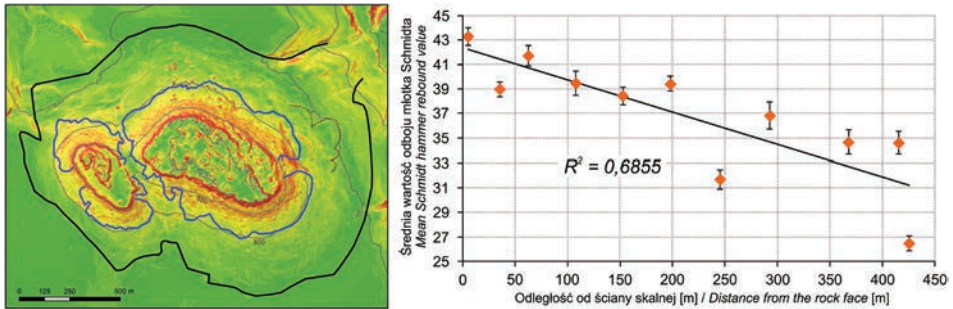 500
0 125 250 500 m
45
43
41
39
37
35
33
31
29
27
25
Średnia wartość odboju młotka Schmidta
Mean Schmidt hammer rebound value
R² = 0,6855
0 50 100 150 200 250 300 350 400 450
Odległość od ściany skalnej [m] / Distance from the rock face [m]